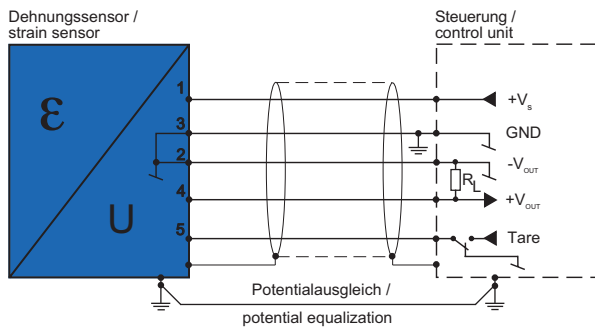 Dehnungssensor /
strain sensor
Steuerung /
control unit
ε
U
1
+Vs
3
GND
2
-VOUT
RL
4
+VOUT
5
Tare
Potentialausgleich /
potential equalization